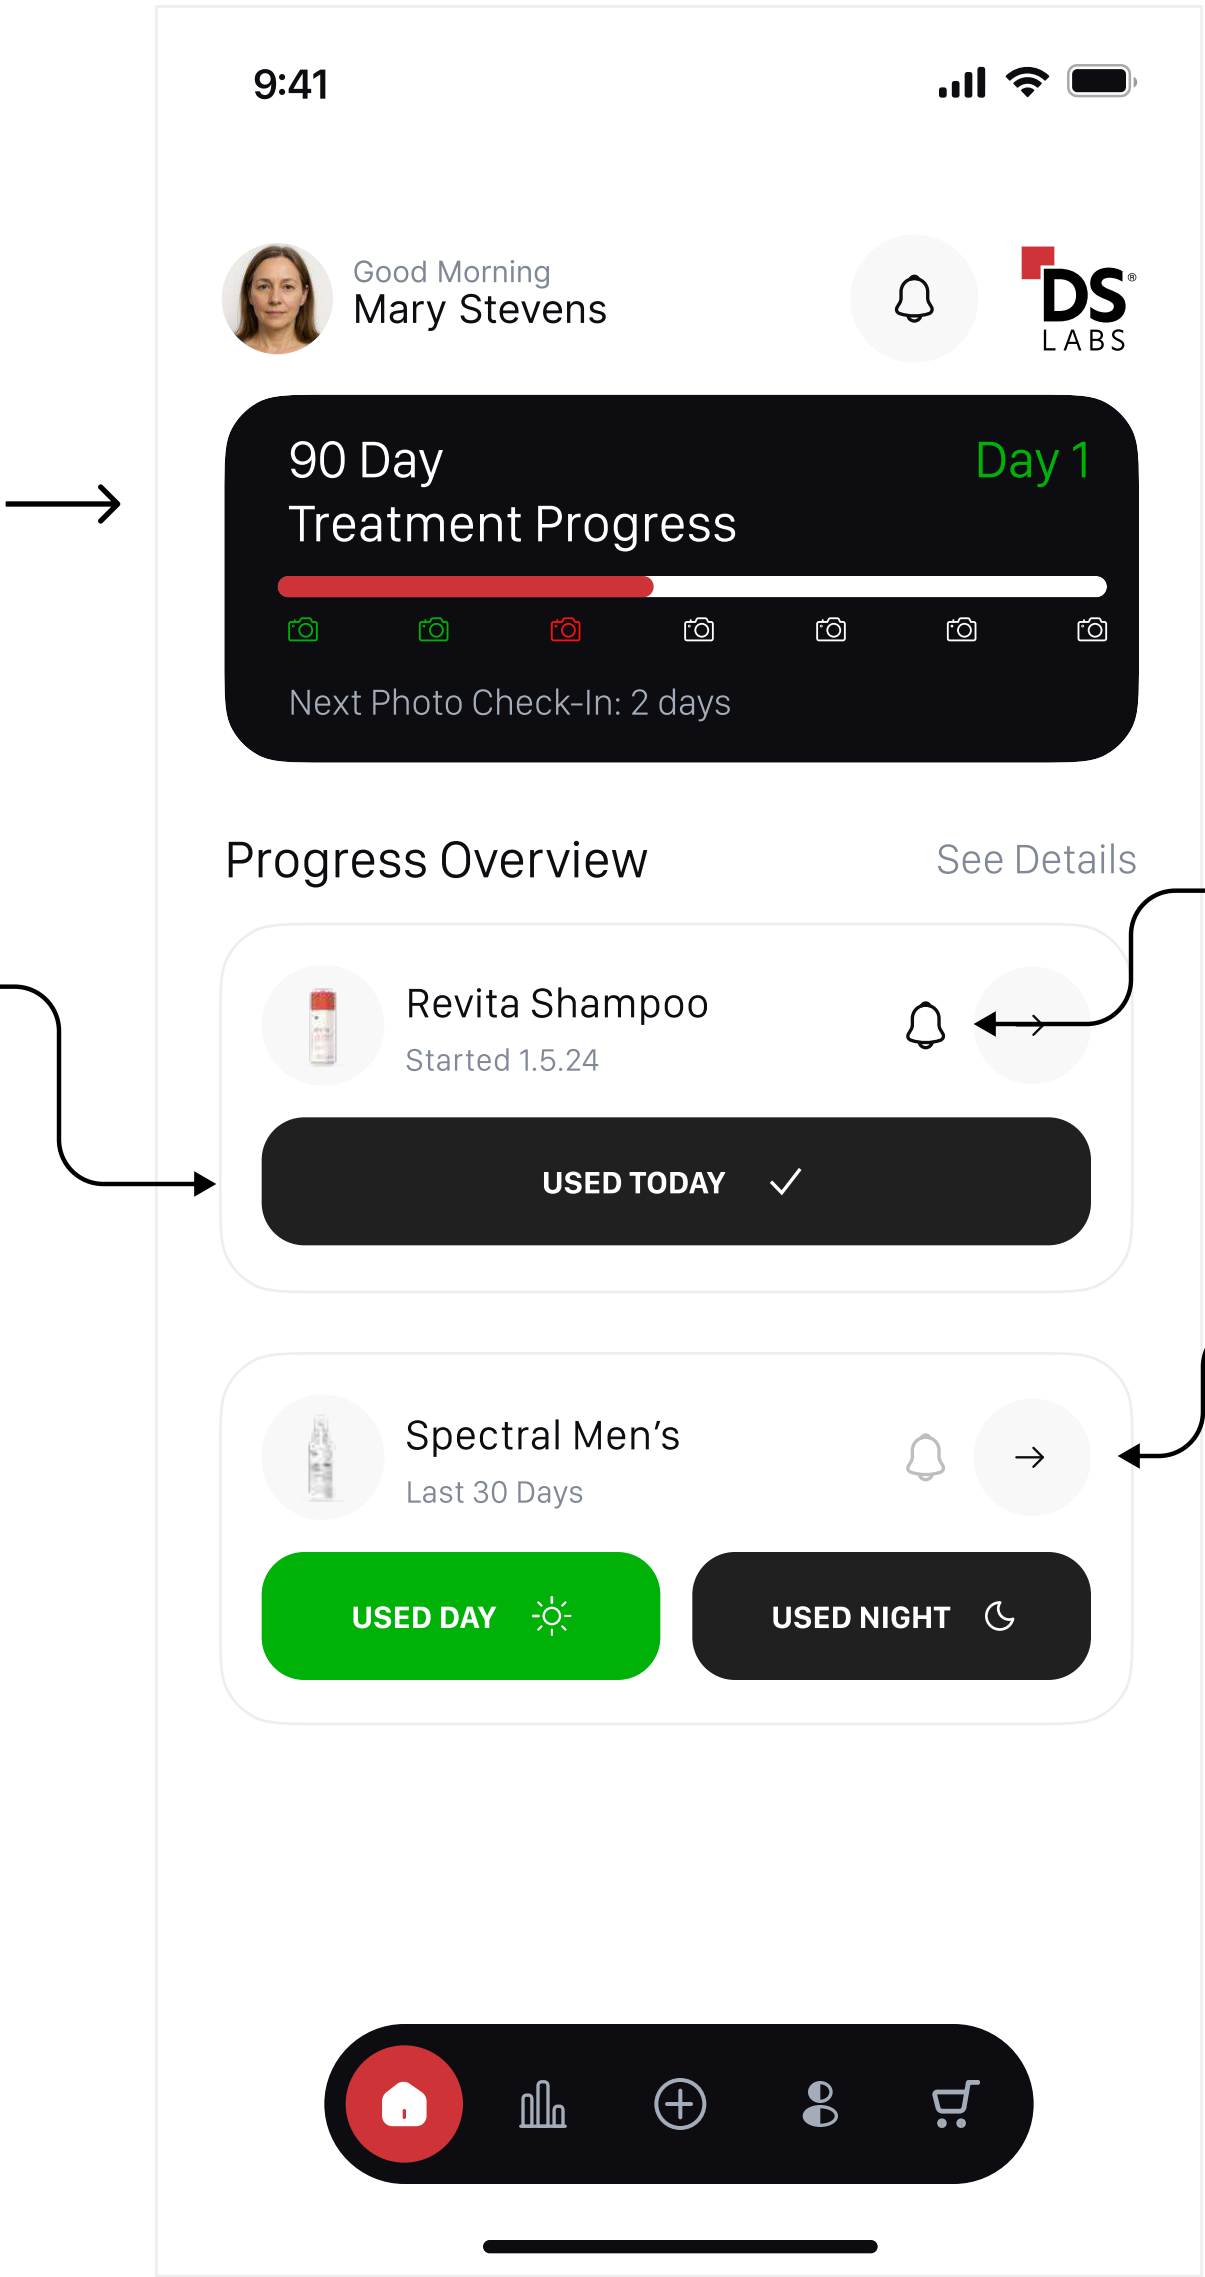 9:41
Good Morning
Mary Stevens
DS®
LABS
90 Day
Day 1
Treatment Progress
Next Photo Check-In: 2 days
Progress Overview
See Details
Revita Shampoo
Started 1.5.24
USED TODAY
Spectral Men’s
Last 30 Days
USED DAY
USED NIGHT